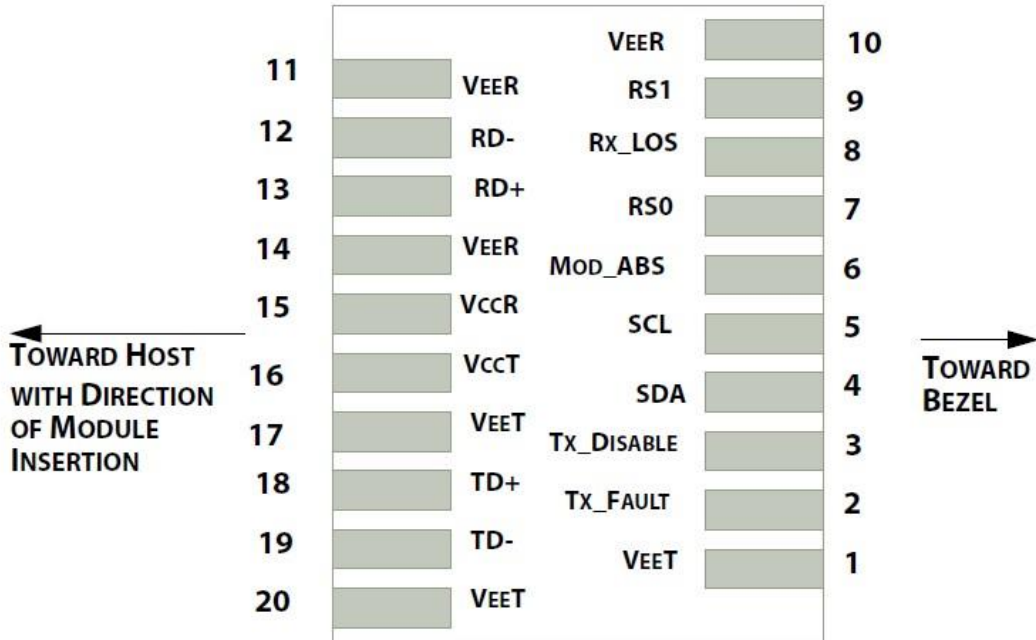 11 VEER
12 RD-
13 RD+
14 VEER
15 VCCR
16 VCCT
17 VEET
18 TD+
19 TD-
20 VEET
VEER 10
RS1 9
RX_LOS 8
RS0 7
MOD_ABS 6
SCL 5
SDA 4
TX_DISABLE 3
TX_FAULT 2
VEET 1
TOWARD HOST
WITH DIRECTION
OF MODULE
INSERTION
TOWARD
BEZEL